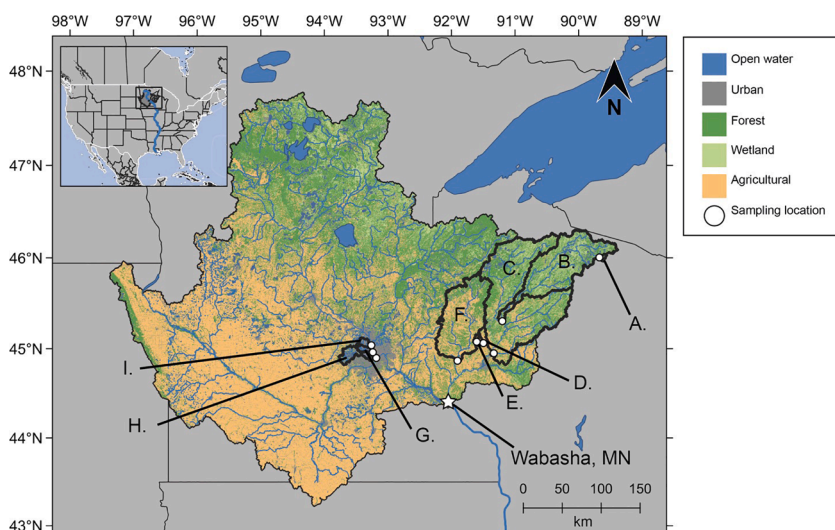 98°W 97°W 96°W 95°W 94°W 93°W 92°W 91°W 90°W 89°W
48°N
47°N
46°N
45°N
44°N
43°N
N
Open water
Urban
Forest
Wetland
Agricultural
Sampling location
C.
B.
F.
A.
I.
H.
G.
D.
E.
Wabasha, MN
0 50 100 150
km